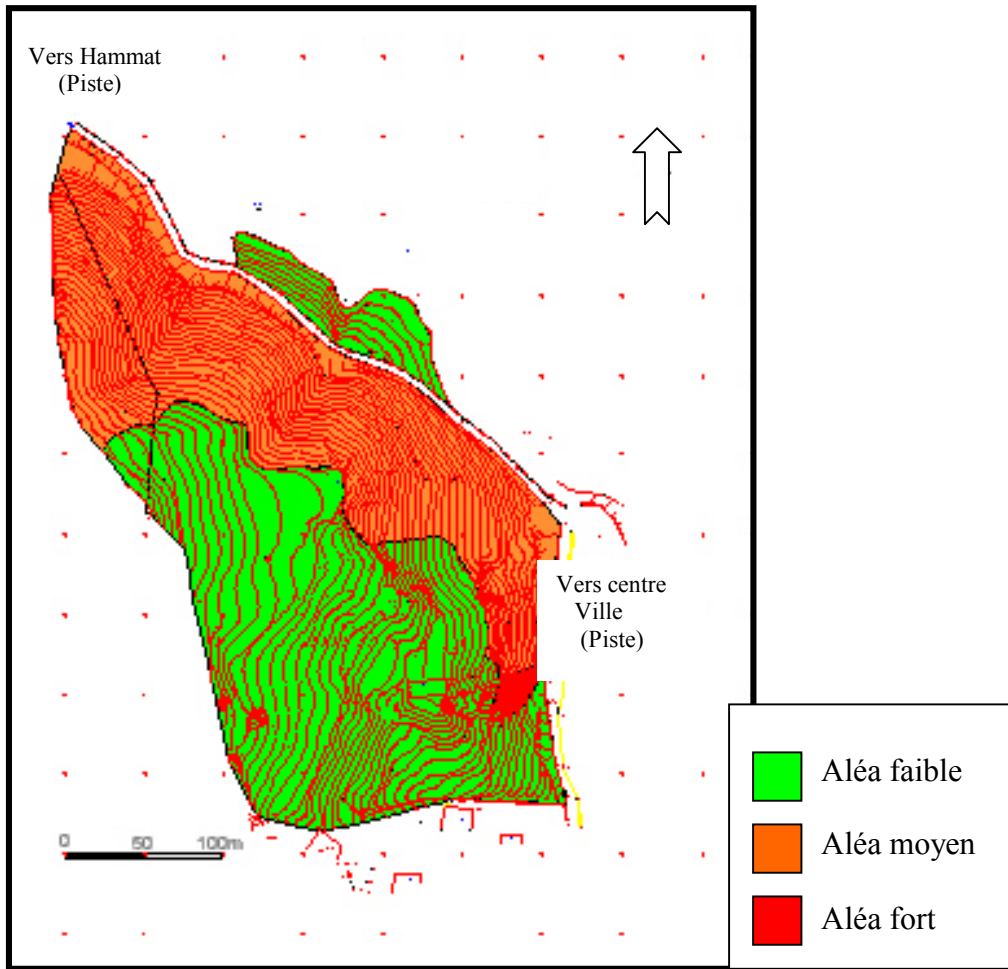 Vers Hammat
(Piste)
Vers centre
Ville
(Piste)
0 50 100m
Aléa faible
Aléa moyen
Aléa fort